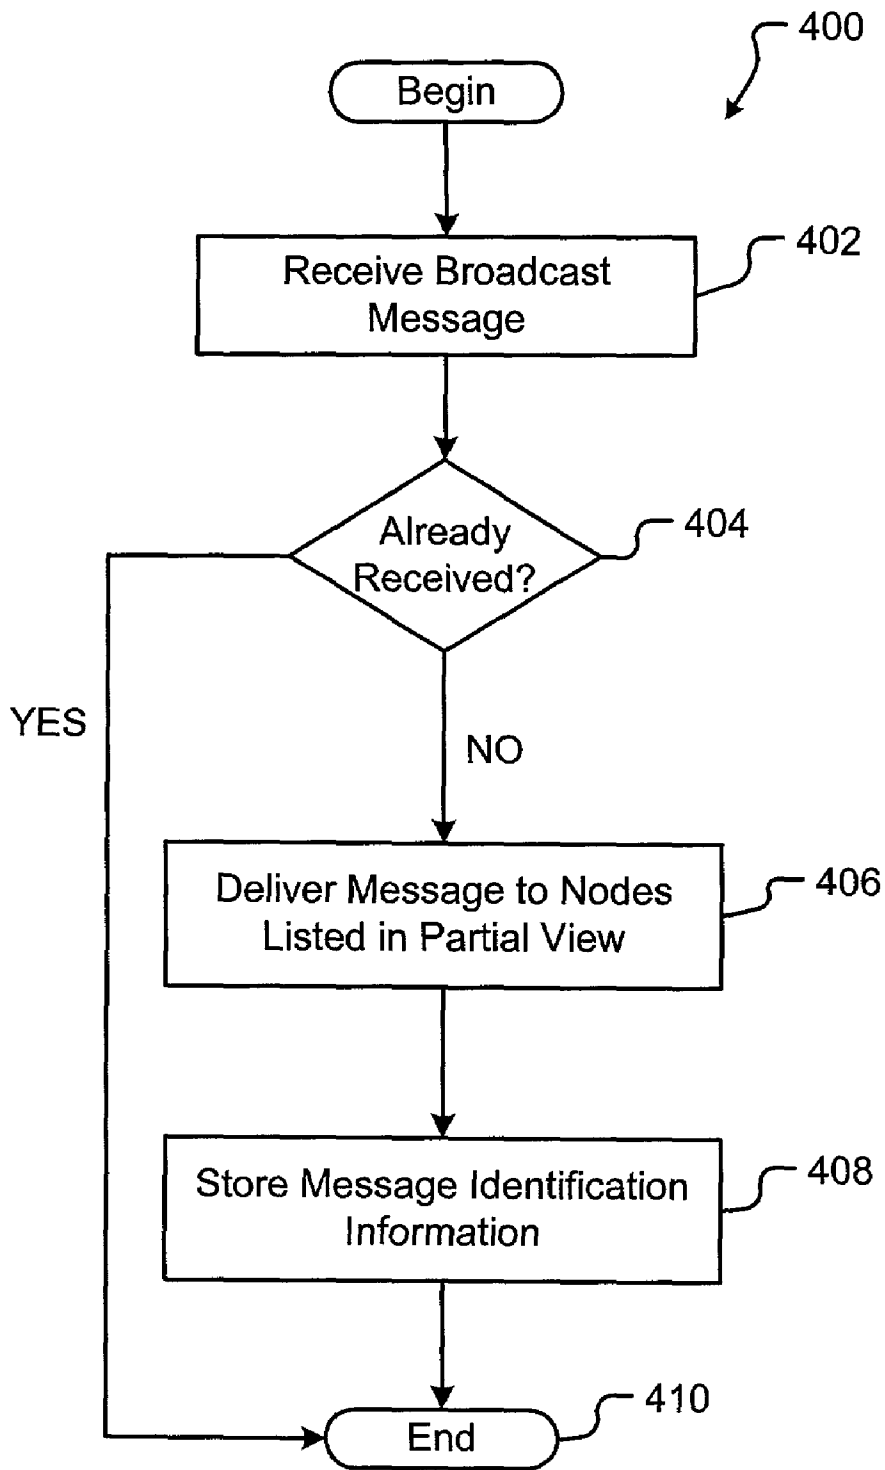 400
Begin
402
Receive Broadcast
Message
404
Already
Received?
YES
NO
406
Deliver Message to Nodes
Listed in Partial View
408
Store Message Identification
Information
410
End